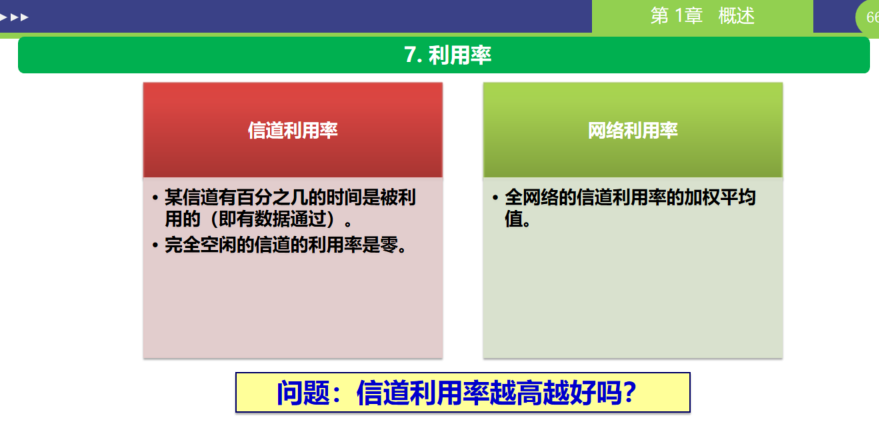 第 1章 概述
66
7. 利用率
信道利用率
网络利用率
• 某信道有百分之几的时间是被利
用的（即有数据通过）。
• 完全空闲的信道的利用率是零。
• 全网络的信道利用率的加权平均
值。
问题：信道利用率越高越好吗？